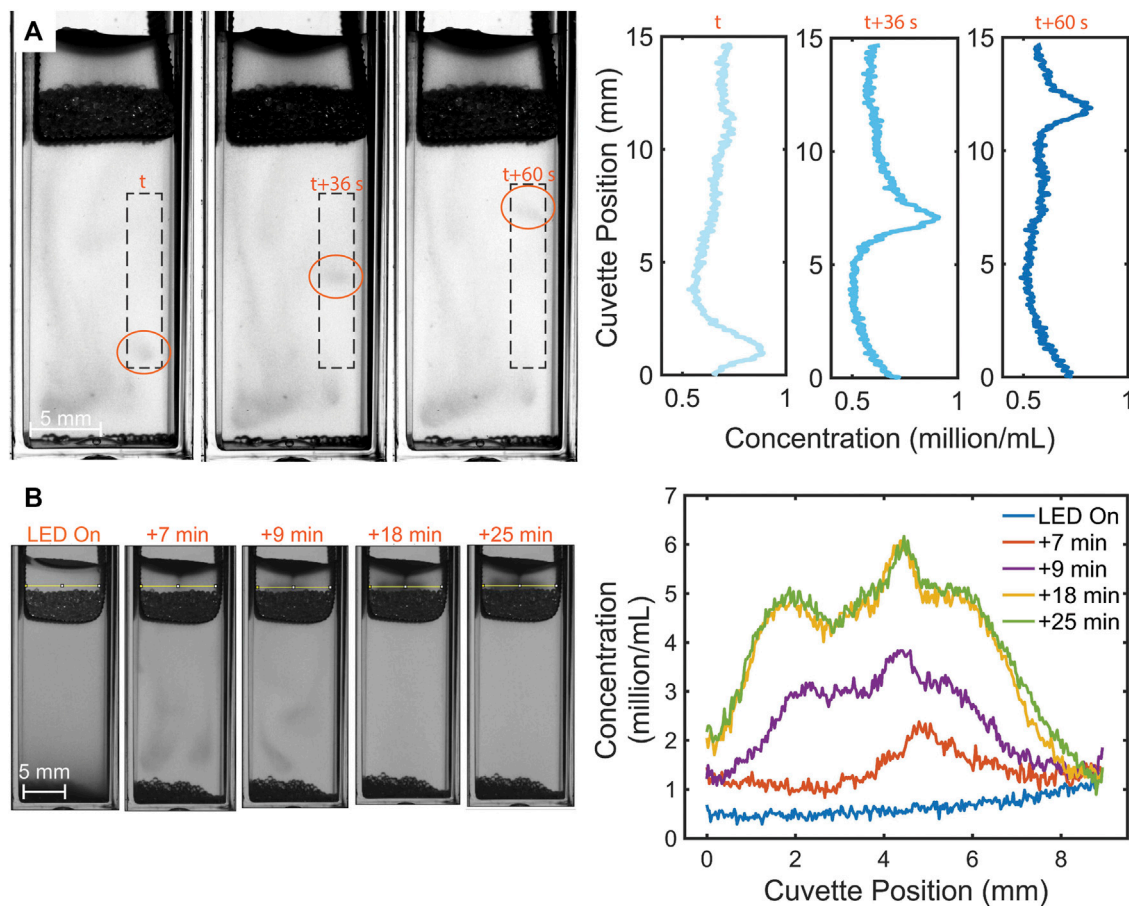 A
t
t+36 s
t+60 s
5 mm
t
t+36 s
t+60 s
Cuvette Position (mm)
15
10
5
0
0.5
1
15
10
5
0
0.5
1
15
10
5
0
0.5
1
Concentration (million/mL)
B
LED On
+7 min
+9 min
+18 min
+25 min
5 mm
Concentration
(million/mL)
7
6
5
4
3
2
1
0
0
2
4
6
8
Cuvette Position (mm)
LED On
+7 min
+9 min
+18 min
+25 min